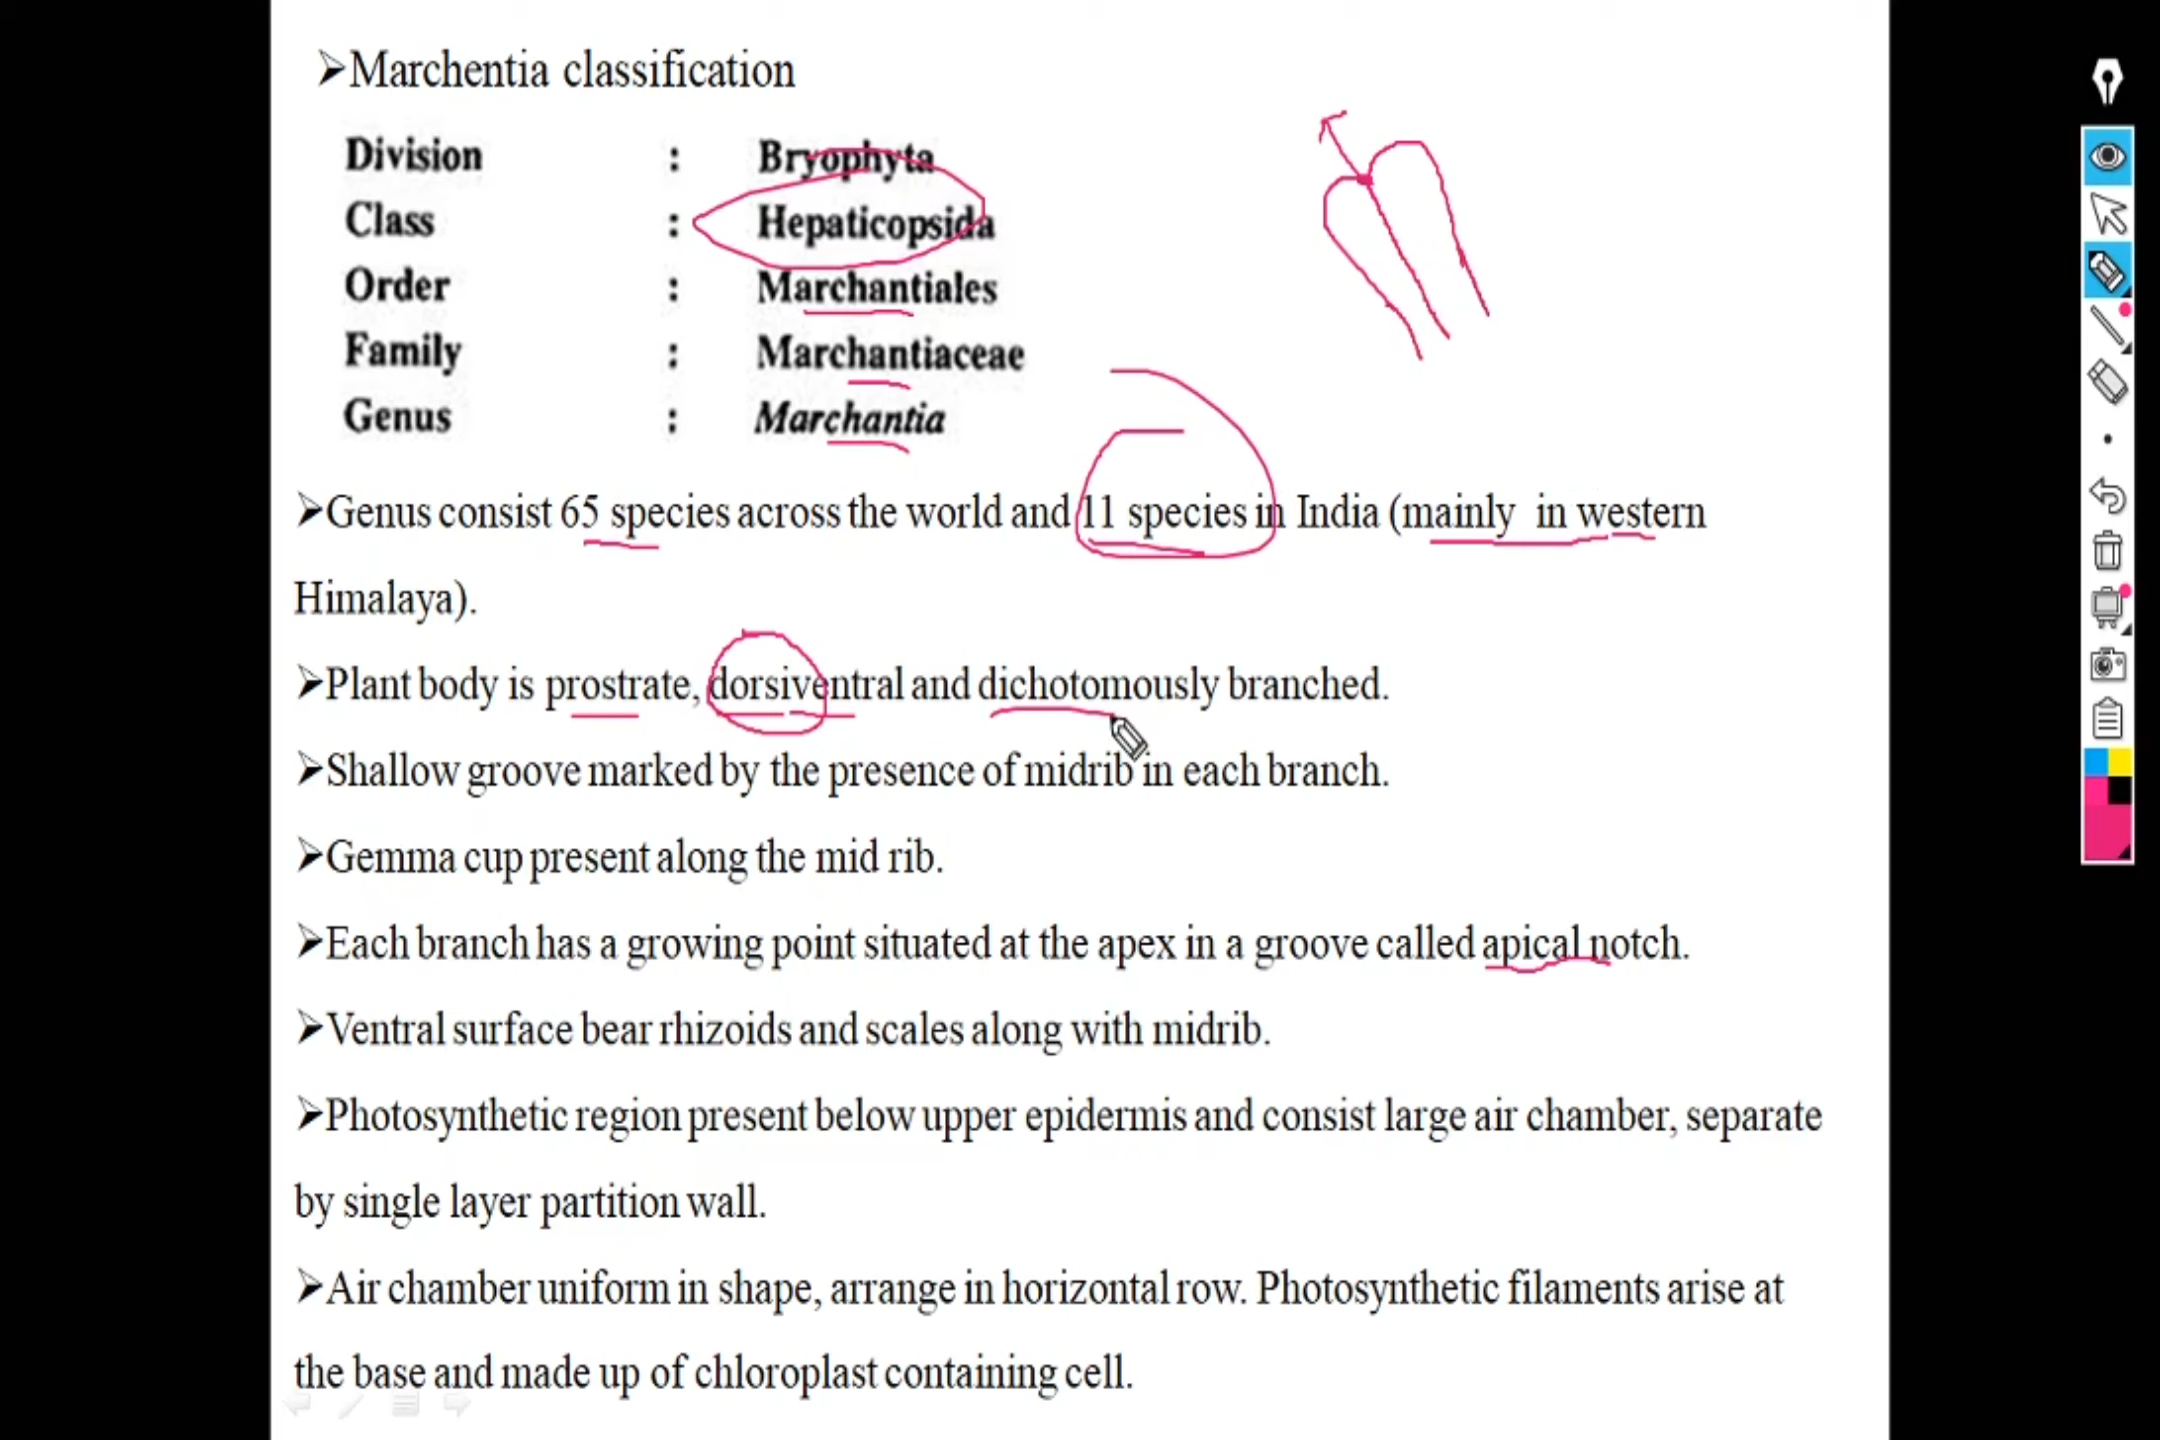 ➢Marchentia classification
Division : Bryophyta
Class : Hepaticopsida
Order : Marchantiales
Family : Marchantiaceae
Genus : Marchantia
➢Genus consist 65 species across the world and 11 species in India (mainly in western
Himalaya).
➢Plant body is prostrate, dorsiventral and dichotomously branched.
➢Shallow groove marked by the presence of midrib in each branch.
➢Gemma cup present along the mid rib.
➢Each branch has a growing point situated at the apex in a groove called apical notch.
➢Ventral surface bear rhizoids and scales along with midrib.
➢Photosynthetic region present below upper epidermis and consist large air chamber, separate
by single layer partition wall.
➢Air chamber uniform in shape, arrange in horizontal row. Photosynthetic filaments arise at
the base and made up of chloroplast containing cell.